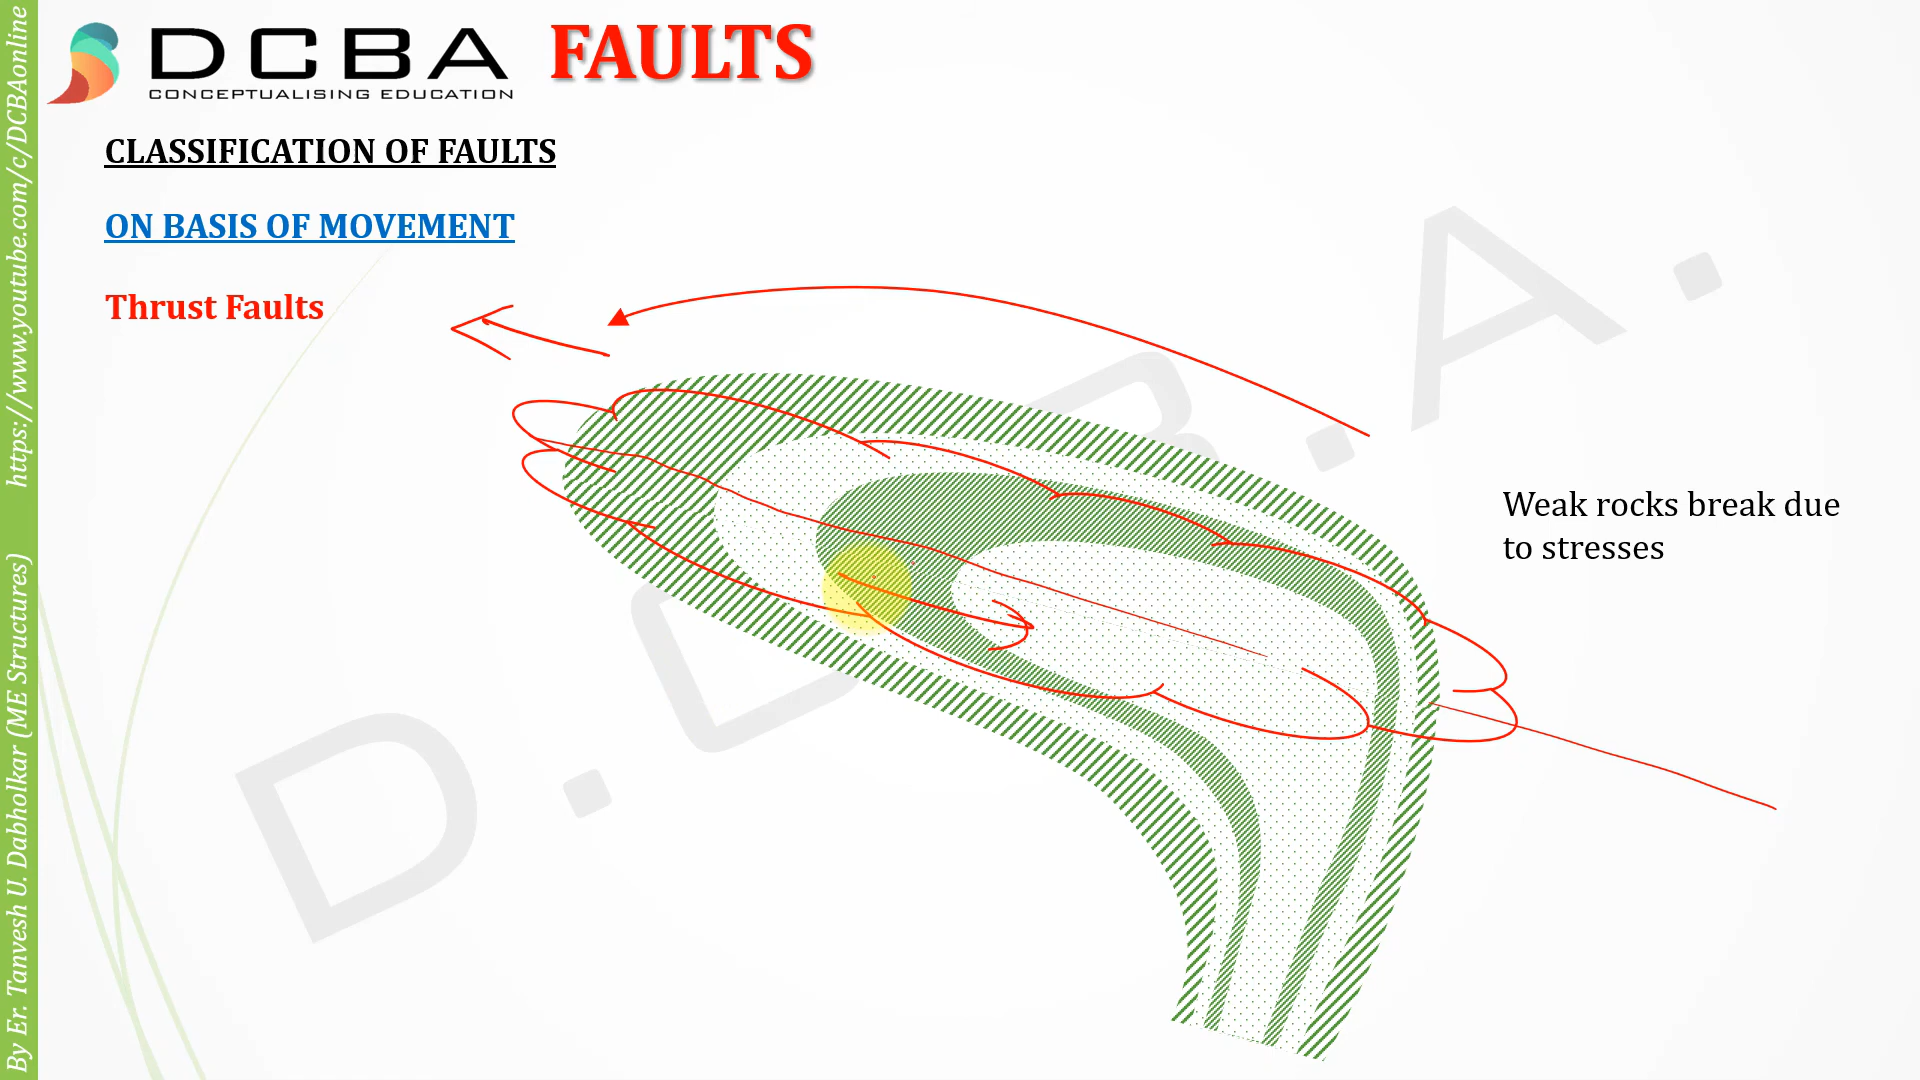 DCBA
CONCEPTUALISING EDUCATION
FAULTS
CLASSIFICATION OF FAULTS
ON BASIS OF MOVEMENT
Thrust Faults
Weak rocks break due
to stresses
D.C.B.A.
By Er. Tanvesh U. Dabholkar (ME Structures) https://www.youtube.com/c/DCBAonline